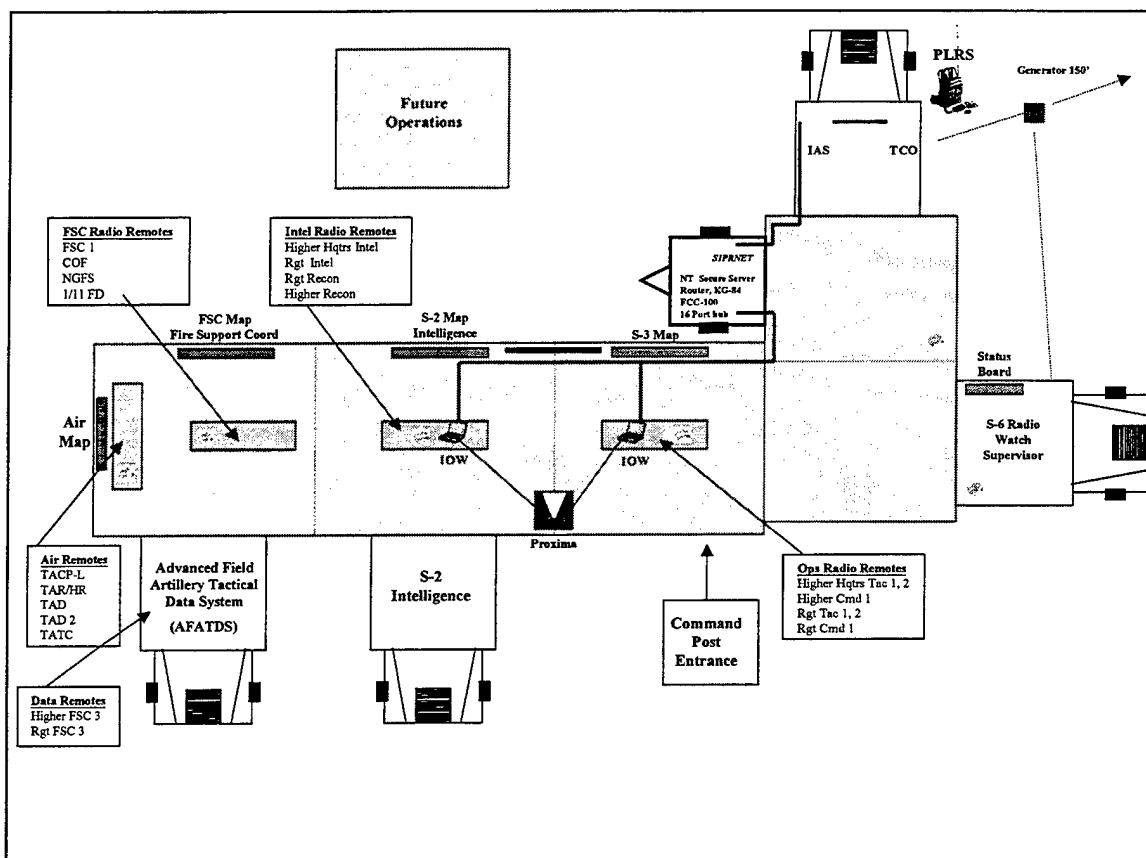 PLRS
Generator 150'
Future
Operations
IAS
TCO
FSC Radio Remotes
FSC 1
COF
NGFS
1/11 FD
Intel Radio Remotes
Higher Hqtrs Intel
Rgt Intel
Rgt Recon
Higher Recon
SIPRNET
NT Secure Server
Router, KG-84
FCC-100
16 Port hub
FSC Map
Fire Support Coord
S-2 Map
Intelligence
S-3 Map
Status
Board
Air
Map
S-6 Radio
Watch
Supervisor
IOW
IOW
Proxima
Air Remotes
TACP-L
TAR/HR
TAD
TAD 2
TATC
Advanced Field
Artillery Tactical
Data System
(AFATDS)
S-2
Intelligence
Command
Post
Entrance
Ops Radio Remotes
Higher Hqtrs Tac 1, 2
Higher Cmd 1
Rgt Tac 1, 2
Rgt Cmd 1
Data Remotes
Higher FSC 3
Rgt FSC 3